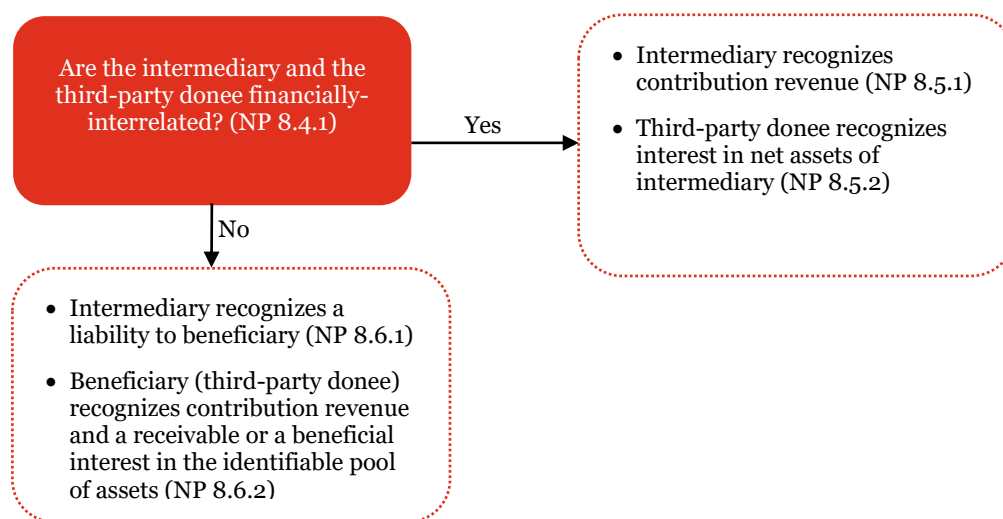 Are the intermediary and the
third-party donee financially-
interrelated? (NP 8.4.1)
Yes
• Intermediary recognizes
contribution revenue (NP 8.5.1)
• Third-party donee recognizes
interest in net assets of
intermediary (NP 8.5.2)
No
• Intermediary recognizes a
liability to beneficiary (NP 8.6.1)
• Beneficiary (third-party donee)
recognizes contribution revenue
and a receivable or a beneficial
interest in the identifiable pool
of assets (NP 8.6.2)